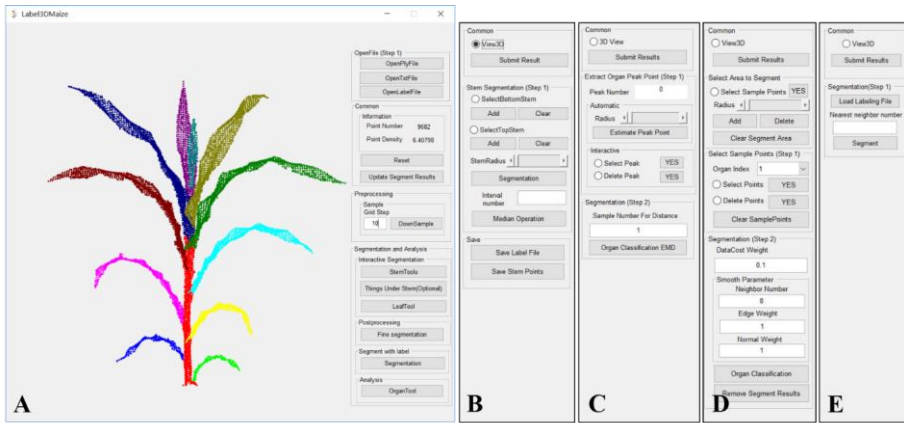 Label3DMaize
OpenFile (Step 1)
OpenPlyFile
OpenTxtFile
OpenLabelFile
Common
Information
Point Number 9682
Point Density 6.40798
Reset
Update Segment Results
Preprocessing
Sample
Grid Step
10 DownSample
Segmentation and Analysis
Interactive Segmentation
StemTools
Things Under Stem(Optional)
LeafTool
Postprocessing
Fine segmentation
Segment with label
Segmentation
Analysis
OrganTool
A
Common
View3D
Submit Result
Stem Segmentation (Step 1)
SelectBottomStem
Add Clear
SelectTopStem
Add Clear
StemRadius
Segmentation
Interval
number
Median Operation
Save
Save Label File
Save Stem Points
B
Common
3D View
Submit Results
Extract Organ Peak Point (Step 1)
Peak Number 0
Automatic
Radius
Estimate Peak Point
Interactive
Select Peak YES
Delete Peak YES
Segmentation (Step 2)
Sample Number For Distance
1
Organ Classification EMD
C
Common
View3D
Submit Results
Select Area to Segment
Select Sample Points YES
Radius
Add Delete
Clear Segment Area
Select Sample Points (Step 1)
Organ Index 1
Select Points YES
Delete Points YES
Clear SamplePoints
Segmentation (Step 2)
DataCost Weight
0.1
Smooth Parameter
Neighbor Number
8
Edge Weight
1
Normal Weight
1
Organ Classification
Remove Segment Results
D
Common
View3D
Submit Results
Segmentation(Step 1)
Load Labeling File
Nearest neighbor number
Segment
E